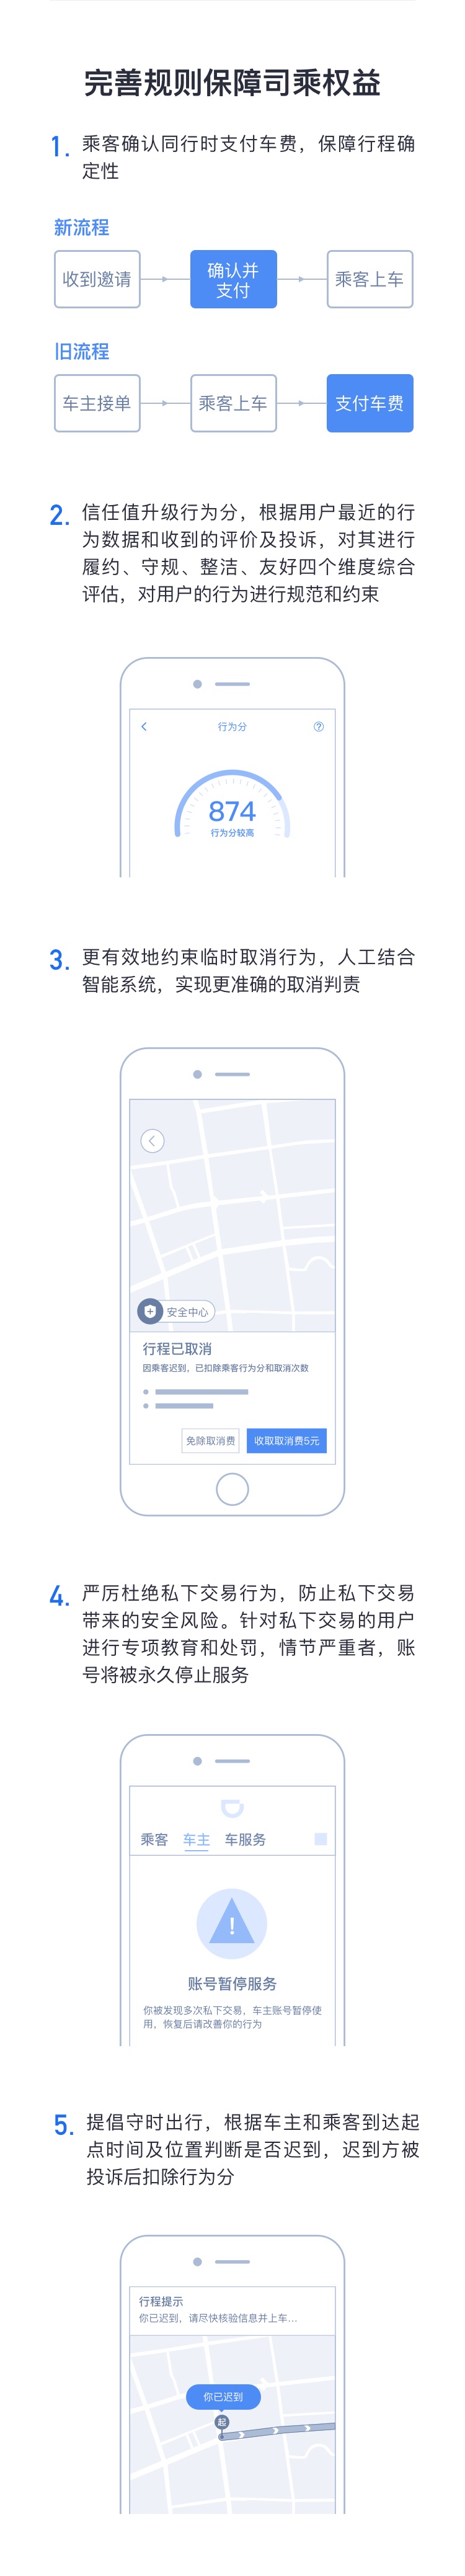 完善规则保障司乘权益
1.
乘客确认同行时支付车费，保障行程确
定性
新流程
收到邀请
确认并
支付
乘客上车
旧流程
车主接单
乘客上车
支付车费
2.
信任值升级行为分，根据用户最近的行
为数据和收到的评价及投诉，对其进行
履约、守规、整洁、友好四个维度综合
评估，对用户的行为进行规范和约束
行为分
?
874
行为分较高
3.
更有效地约束临时取消行为，人工结合
智能系统，实现更准确的取消判责
安全中心
行程已取消
因乘客迟到，已扣除乘客行为分和取消次数
免除取消费
收取取消费5元
4.
严厉杜绝私下交易行为，防止私下交易
带来的安全风险。针对私下交易的用户
进行专项教育和处罚，情节严重者，账
号将被永久停止服务
乘客
车主
车服务
!
账号暂停服务
你被发现多次私下交易，车主账号暂停使
用，恢复后请改善你的行为
5.
提倡守时出行，根据车主和乘客到达起
点时间及位置判断是否迟到，迟到方被
投诉后扣除行为分
行程提示
你已迟到，请尽快核验信息并上车...
你已迟到
起